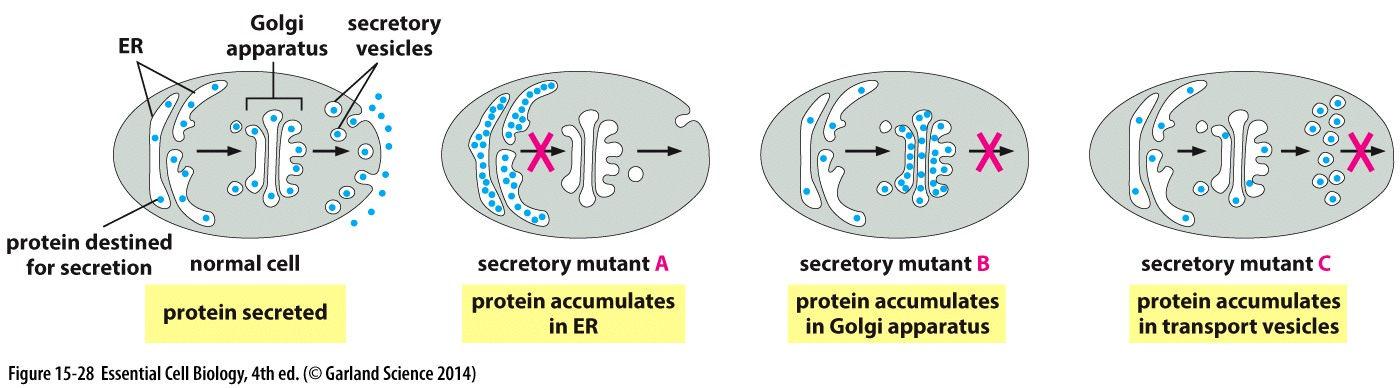 ER
Golgi
apparatus
secretory
vesicles
protein destined
for secretion
normal cell
protein secreted
secretory mutant A
protein accumulates
in ER
secretory mutant B
protein accumulates
in Golgi apparatus
secretory mutant C
protein accumulates
in transport vesicles
Figure 15-28 Essential Cell Biology, 4th ed. (© Garland Science 2014)